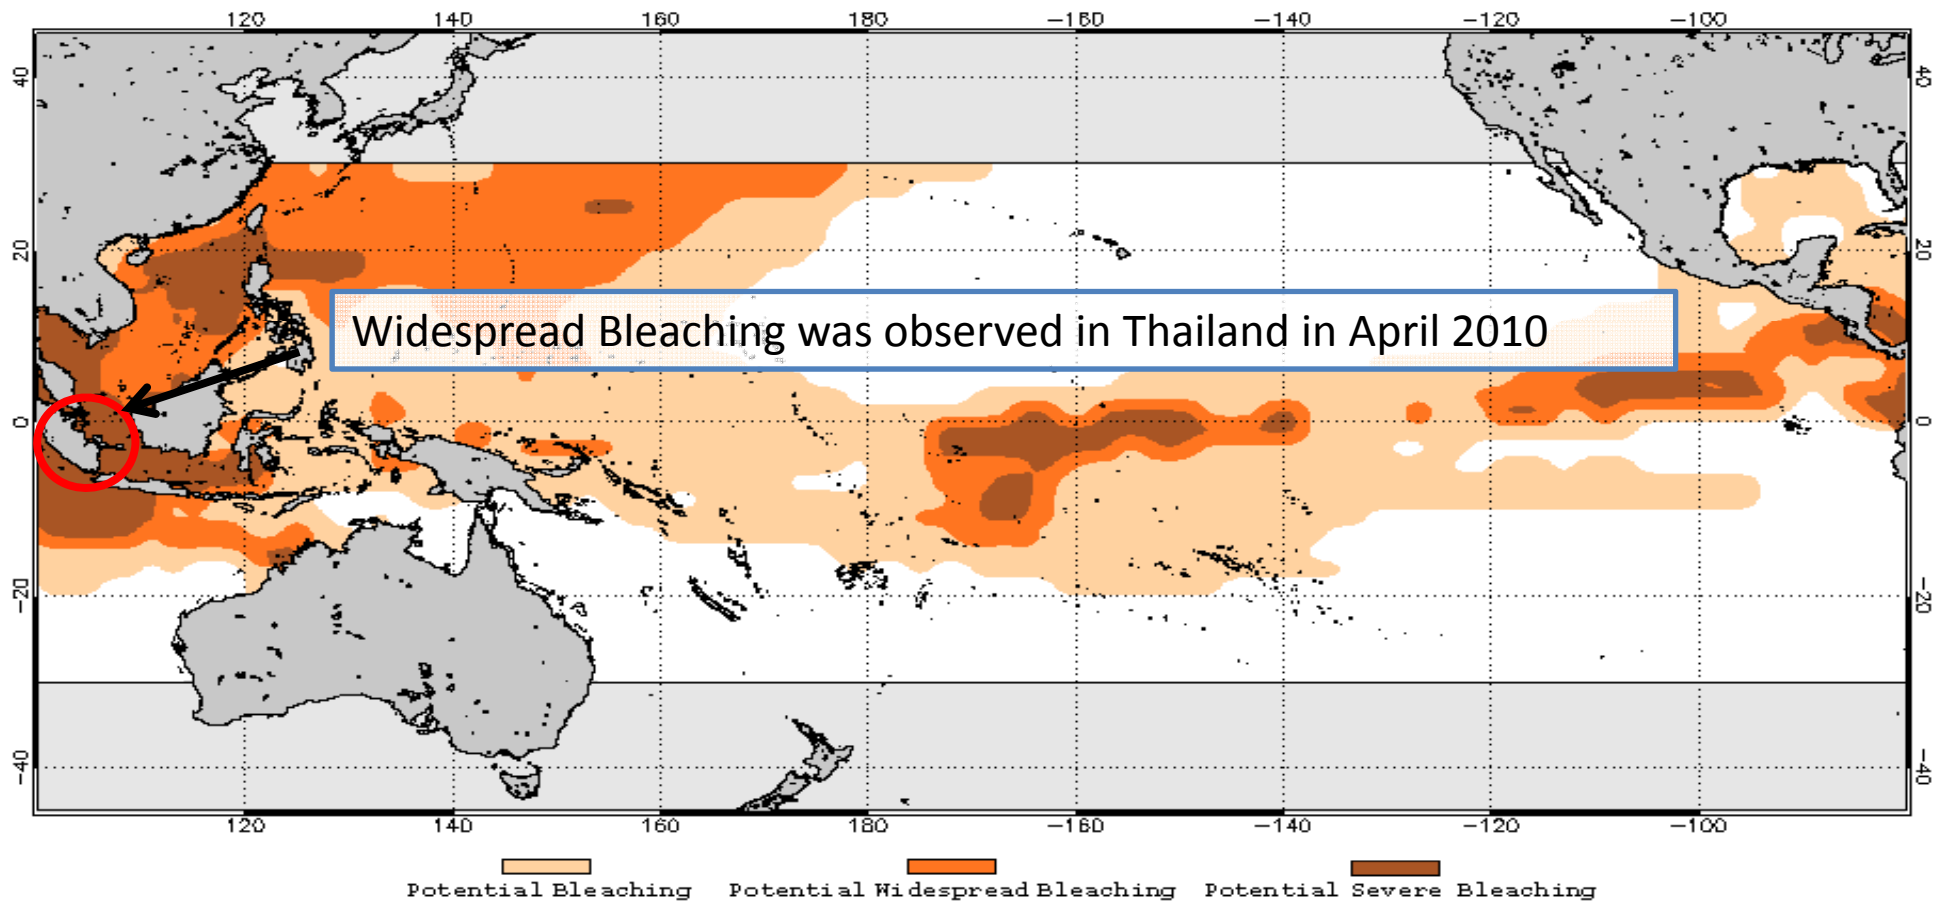 120 140 160 180 −160 −140 −120 −100
40 40
20 20
Widespread Bleaching was observed in Thailand in April 2010
0 0
−20 −20
−40 −40
120 140 160 180 −160 −140 −120 −100
Potential Bleaching Potential Widespread Bleaching Potential Severe Bleaching